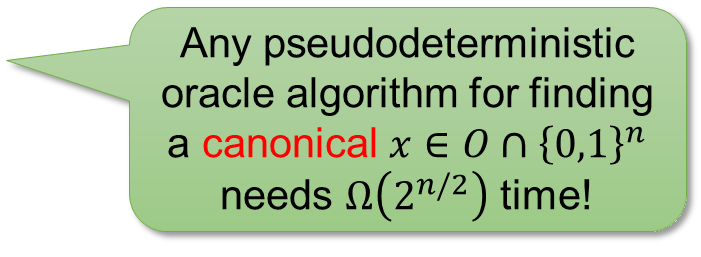 Any pseudodeterministic
oracle algorithm for finding
a canonical 𝑥 ∈ 𝑂 ∩ {0,1}ⁿ
needs Ω(2^{𝑛/2}) time!